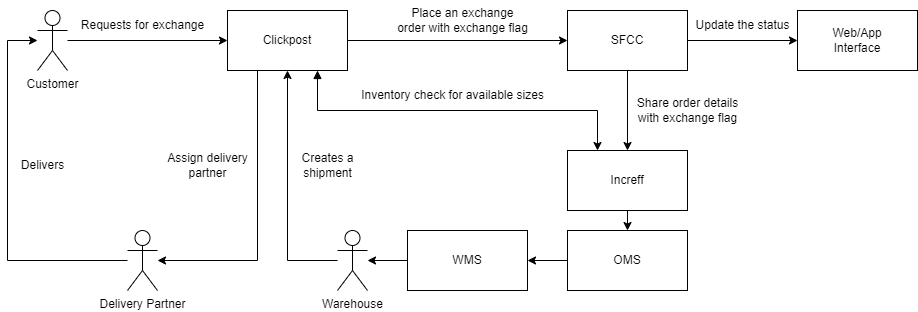 Requests for exchange
Customer
Clickpost
Place an exchange
order with exchange flag
SFCC
Update the status
Web/App
Interface
Inventory check for available sizes
Share order details
with exchange flag
Delivers
Assign delivery
partner
Creates a
shipment
Increff
Delivery Partner
Warehouse
WMS
OMS